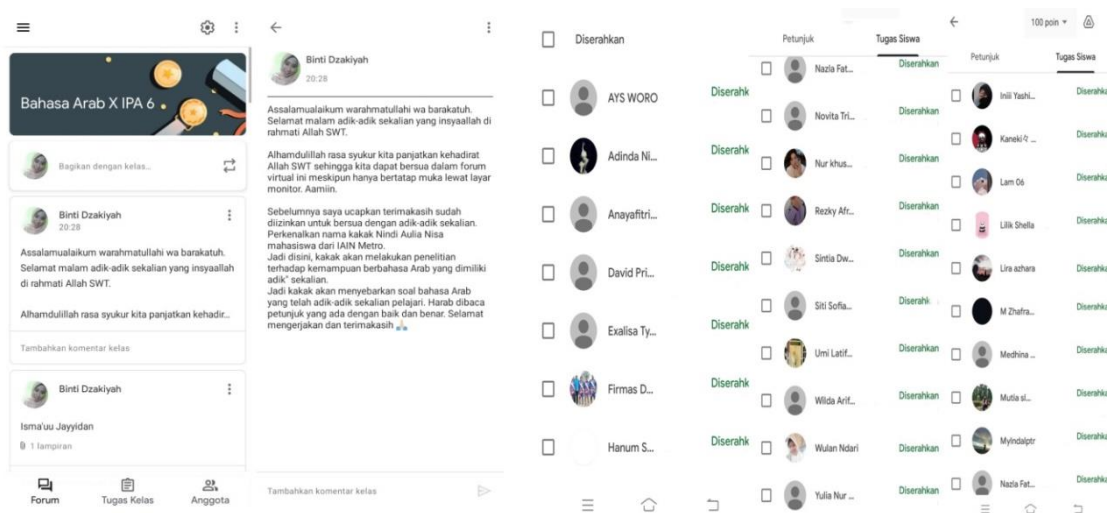 Bahasa Arab X IPA 6
Bagikan dengan kelas...
Binti Dzakiyah
20:28
Assalamualaikum warahmatullahi wa barakatuh.
Selamat malam adik-adik sekalian yang insyaallah
di rahmati Allah SWT.
Alhamdulillah rasa syukur kita panjatkan kehadir...
Tambahkan komentar kelas
Binti Dzakiyah
Isma'uu Jayyidan
1 lampiran
Forum
Tugas Kelas
Anggota
Binti Dzakiyah
20:28
Assalamualaikum warahmatullahi wa barakatuh.
Selamat malam adik-adik sekalian yang insyaallah di
rahmati Allah SWT.
Alhamdulillah rasa syukur kita panjatkan kehadirat
Allah SWT sehingga kita dapat bersua dalam forum
virtual ini meskipun hanya bertatap muka lewat layar
monitor. Aamiin.
Sebelumnya saya ucapkan terimakasih sudah
diizinkan untuk bersua dengan adik-adik sekalian.
Perkenalkan nama kakak Nindi Aulia Nisa
mahasiswa dari IAIN Metro.
Jadi disini, kakak akan melakukan penelitian
terhadap kemampuan berbahasa Arab yang dimiliki
adik" sekalian.
Jadi kakak akan menyebarkan soal bahasa Arab
yang telah adik-adik sekalian pelajari. Harab dibaca
petunjuk yang ada dengan baik dan benar. Selamat
mengerjakan dan terimakasih 🙏🏻
Tambahkan komentar kelas
Diserahkan
AYS WORO Diserahk
Adinda Ni... Diserahk
Anayafitri... Diserahk
David Pri... Diserahk
Exalisa Ty... Diserahk
Firmas D... Diserahk
Hanum S... Diserahk
Petunjuk Tugas Siswa
Nazla Fat... Diserahkan
Novita Tri... Diserahkan
Nur khus... Diserahkan
Rezky Afr... Diserahkan
Sintia Dw... Diserahkan
Siti Sofia... Diserahk
Umi Latif... Diserahkan
Wilda Arif... Diserahkan
Wulan Ndari Diserahkan
Yulia Nur ... Diserahkan
100 poin
Petunjuk Tugas Siswa
Iniii Yashi... Diserahka
Kaneki ... Diserahka
Lam 06 Diserahka
Lilik Shella Diserahka
Lira azhara Diserahka
M Zhafra... Diserahka
Medhina ... Diserahka
Mutia sl... Diserahka
Myindalptr Diserahka
Nazla Fat... Diserahka